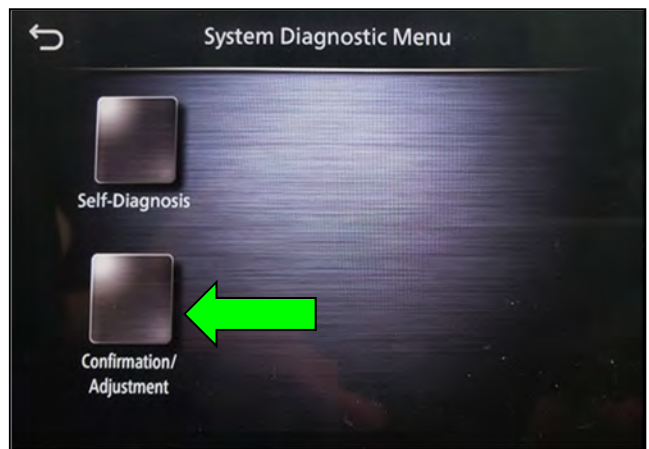 System Diagnostic Menu
Self-Diagnosis
Confirmation/
Adjustment